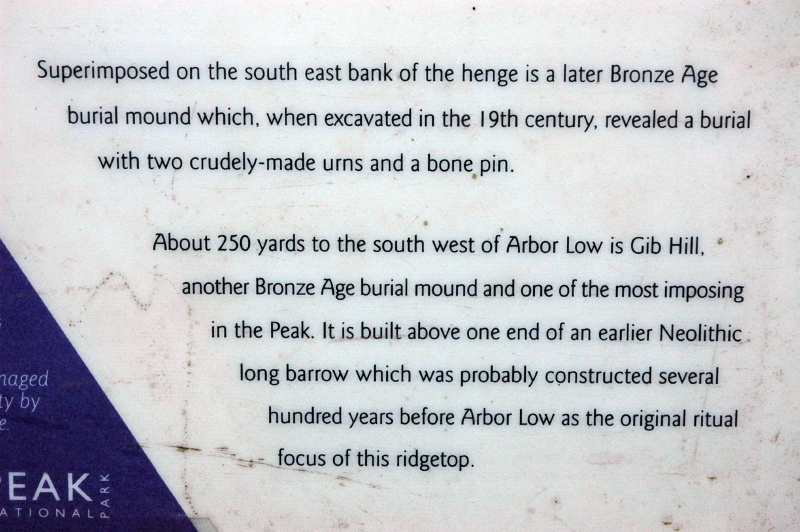 Superimposed on the south east bank of the henge is a later Bronze Age
burial mound which, when excavated in the 19th century, revealed a burial
with two crudely-made urns and a bone pin.
About 250 yards to the south west of Arbor Low is Gib Hill,
another Bronze Age burial mound and one of the most imposing
in the Peak. It is built above one end of an earlier Neolithic
long barrow which was probably constructed several
hundred years before Arbor Low as the original ritual
focus of this ridgetop.
by
PEAK
PARK